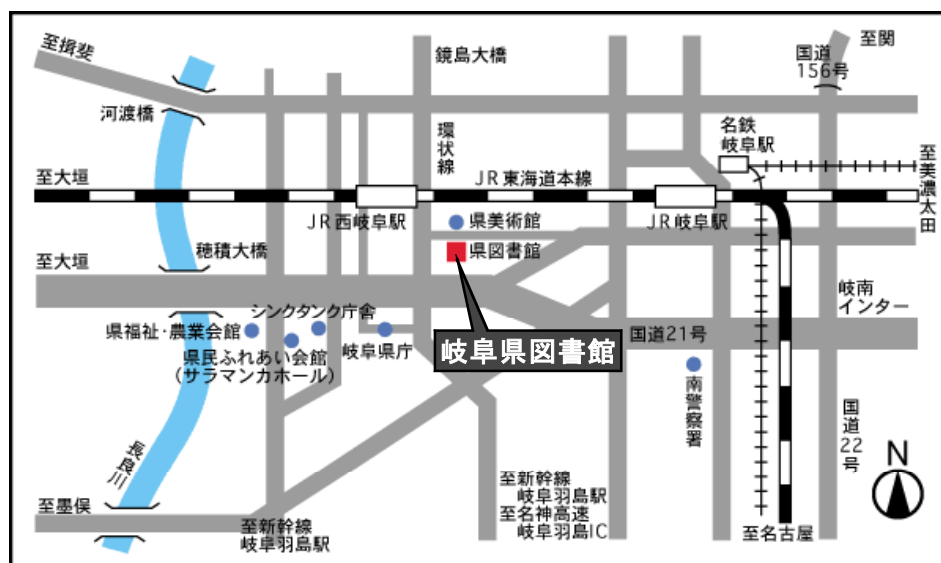 至揖斐
鏡島大橋
国道
156号
至関
河渡橋
環状線
名鉄
岐阜駅
至美濃太田
至大垣
JR東海道本線
JR西岐阜駅
県美術館
JR岐阜駅
穂積大橋
県図書館
至大垣
岐南
インター
シンクタンク庁舎
県福祉・農業会館
県民ふれあい会館
(サラマンカホール)
岐阜県庁
岐阜県図書館
国道21号
南警察署
国道22号
長良川
N
至墨俣
至新幹線
岐阜羽島駅
至新幹線
岐阜羽島駅
至名神高速
岐阜羽島IC
至名古屋